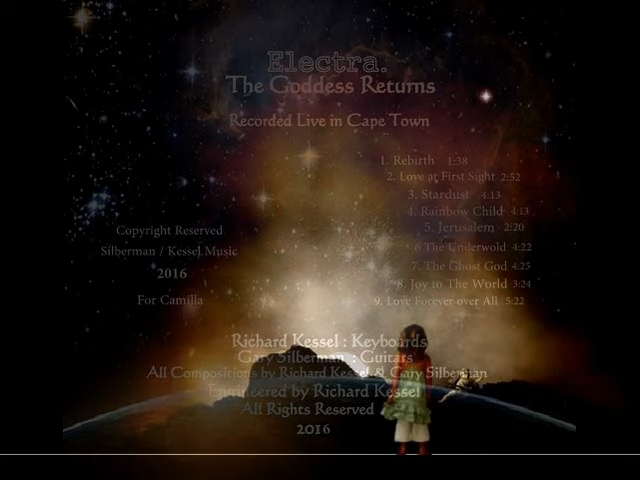 Electra.
The Goddess Returns
Recorded Live in Cape Town
1. Rebirth 1:38
2. Love at First Sight 2:52
3. Stardust 4:13
4. Rainbow Child 4:13
5. Jerusalem 2:20
6 The Underwold 4:22
7. The Ghost God 4:25
8. Joy to The World 3:24
9. Love Forever over All 5:22
Copyright Reserved
Silberman / Kessel Music
2016
For Camilla
Richard Kessel : Keyboards
Gary Silberman : Guitars
All Compositions by Richard Kessel & Gary Silberman
Engineered by Richard Kessel
All Rights Reserved
2016